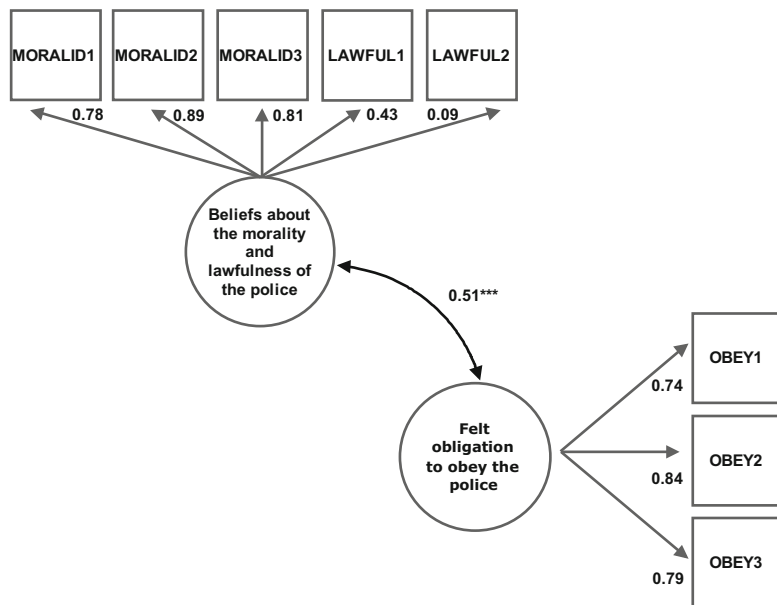 MORALID1 MORALID2 MORALID3 LAWFUL1 LAWFUL2
0.78 0.89 0.81 0.43 0.09
Beliefs about
the morality
and
lawfulness of
the police
0.51***
OBEY1
0.74
Felt
obligation
to obey the
police
OBEY2
0.84
OBEY3
0.79